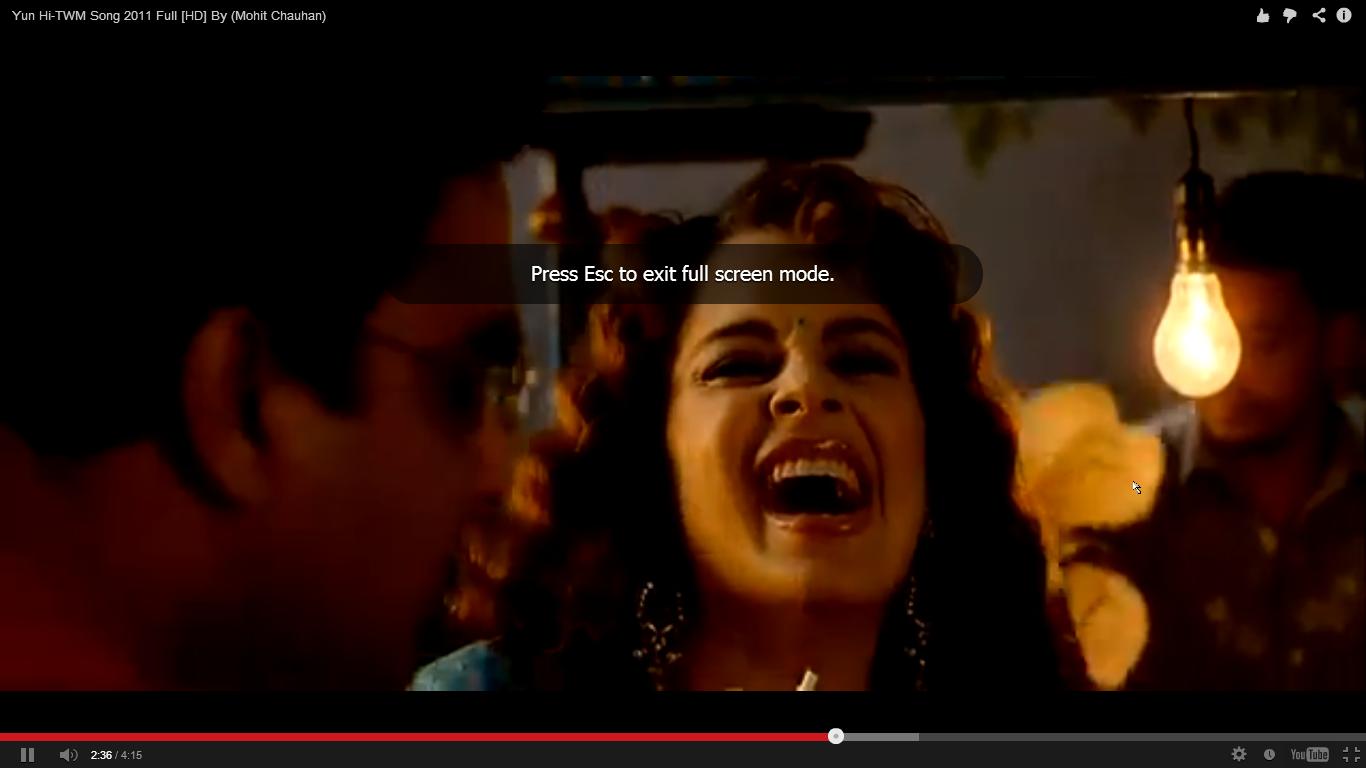 Yun Hi-TWM Song 2011 Full [HD] By (Mohit Chauhan)
Press Esc to exit full screen mode.
2:36 / 4:15
YouTube